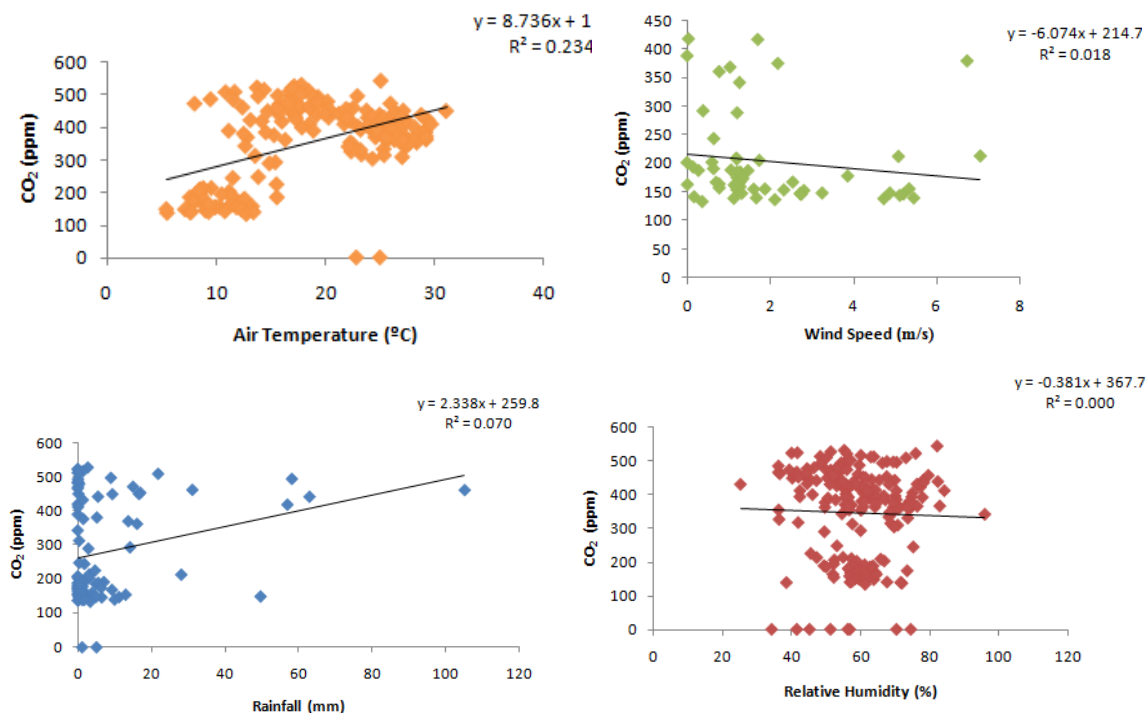 y = 8.736x + 1
R² = 0.234
CO₂ (ppm)
600
500
400
300
200
100
0
0 10 20 30 40
Air Temperature (ºC)
y = -6.074x + 214.7
R² = 0.018
CO₂ (ppm)
450
400
350
300
250
200
150
100
50
0
0 2 4 6 8
Wind Speed (m/s)
y = 2.338x + 259.8
R² = 0.070
CO₂ (ppm)
600
500
400
300
200
100
0
0 20 40 60 80 100 120
Rainfall (mm)
y = -0.381x + 367.7
R² = 0.000
CO₂ (ppm)
600
500
400
300
200
100
0
0 20 40 60 80 100 120
Relative Humidity (%)